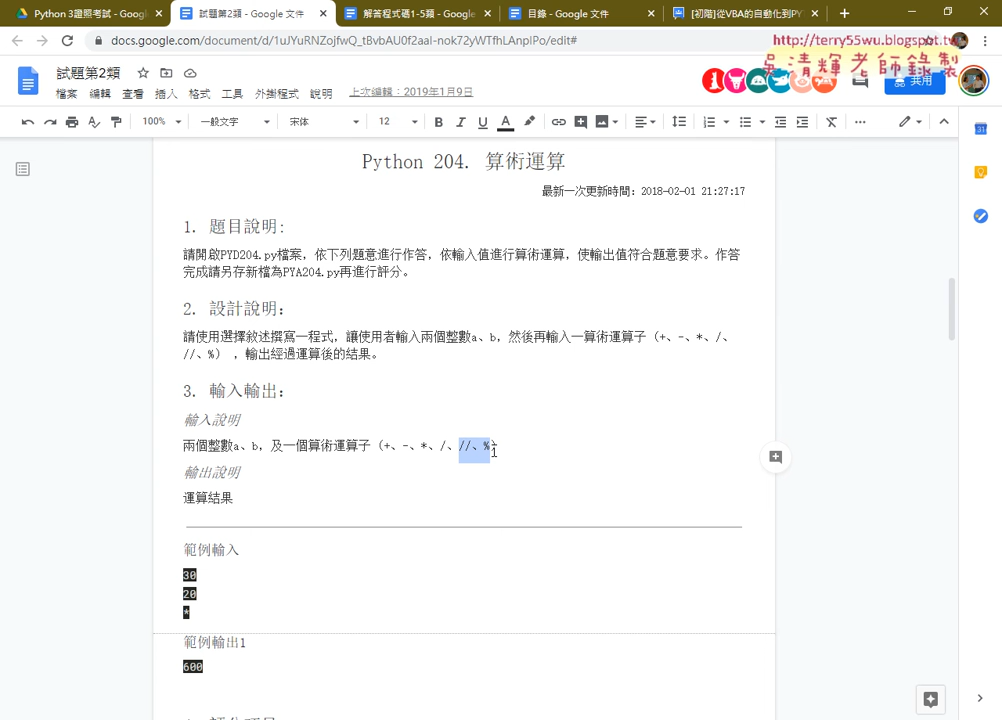 Python 3證照考試 - Goog
試題第2類 - Google 文件
解答程式碼1-5類 - Google
目錄 - Google 文件
[初階]從VBA的自動化到PY
docs.google.com/document/d/1uJYuRNZojfwQ_tBvbAU0f2aal-nok72yWTfhLAnplPo/edit#
http://terry55wu.blogspot.tw
吳清輝老師錄製
試題第2類
檔案 編輯 查看 插入 格式 工具 外掛程式 說明 上次編輯：2019年1月9日
共用
100% 一般文字 宋体 12
Python 204. 算術運算
最新一次更新時間：2018-02-01 21:27:17
1. 題目說明:
請開啟PYD204.py檔案，依下列題意進行作答，依輸入值進行算術運算，使輸出值符合題意要求。作答
完成請另存新檔為PYA204.py再進行評分。
2. 設計說明：
請使用選擇敘述撰寫一程式，讓使用者輸入兩個整數a、b，然後再輸入一算術運算子（+、-、*、/、
//、%），輸出經過運算後的結果。
3. 輸入輸出：
輸入說明
兩個整數a、b，及一個算術運算子（+、-、*、/、//、%）
輸出說明
運算結果
範例輸入
30
20
*
範例輸出1
600